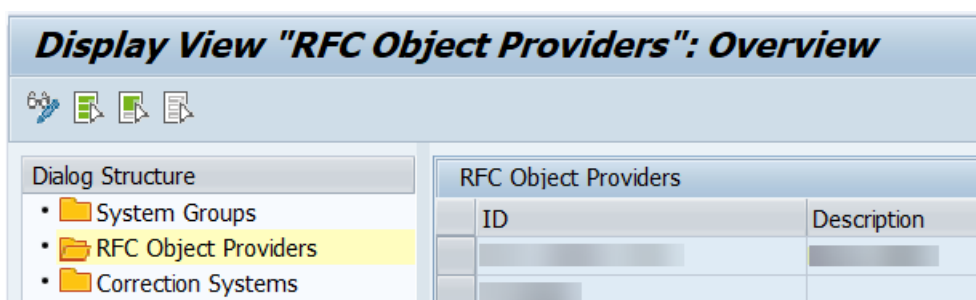 Display View "RFC Object Providers": Overview
Dialog Structure
System Groups
RFC Object Providers
Correction Systems
RFC Object Providers
ID Description